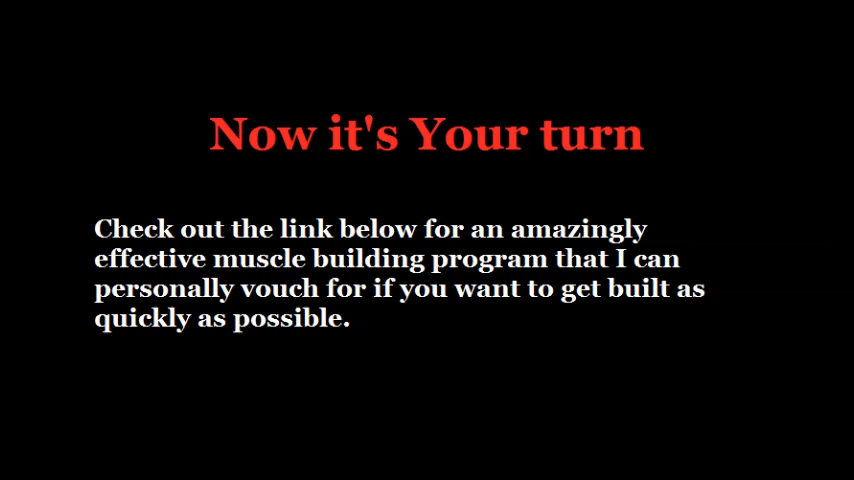 Now it's Your turn
Check out the link below for an amazingly
effective muscle building program that I can
personally vouch for if you want to get built as
quickly as possible.